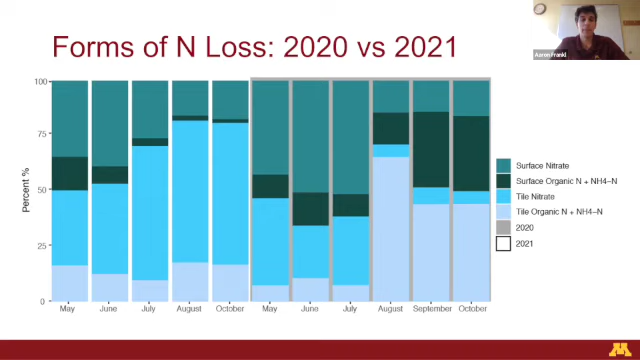 Forms of N Loss: 2020 vs 2021
Aaron Frankl
Percent %
100
75
50
25
0
May June July August October May June July August September October
Surface Nitrate
Surface Organic N + NH4-N
Tile Nitrate
Tile Organic N + NH4-N
2020
2021
M